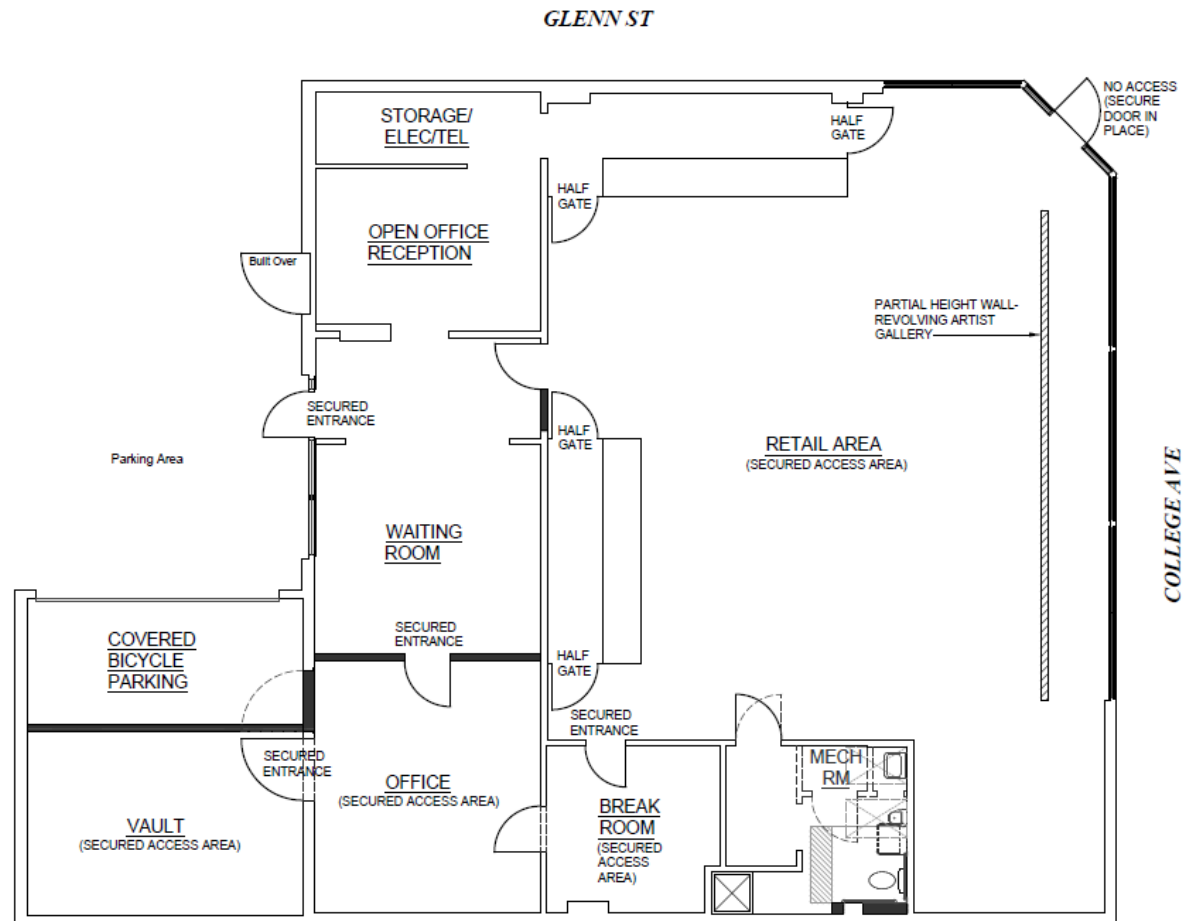 GLENN ST
NO ACCESS
(SECURE
DOOR IN
PLACE)
STORAGE/
ELEC/TEL
HALF
GATE
HALF
GATE
OPEN OFFICE
RECEPTION
Built Over
PARTIAL HEIGHT WALL-
REVOLVING ARTIST
GALLERY
SECURED
ENTRANCE
HALF
GATE
RETAIL AREA
(SECURED ACCESS AREA)
Parking Area
COLLEGE AVE
WAITING
ROOM
SECURED
ENTRANCE
COVERED
BICYCLE
PARKING
HALF
GATE
SECURED
ENTRANCE
SECURED
ENTRANCE
MECH
RM
OFFICE
(SECURED ACCESS AREA)
BREAK
ROOM
(SECURED
ACCESS
AREA)
VAULT
(SECURED ACCESS AREA)